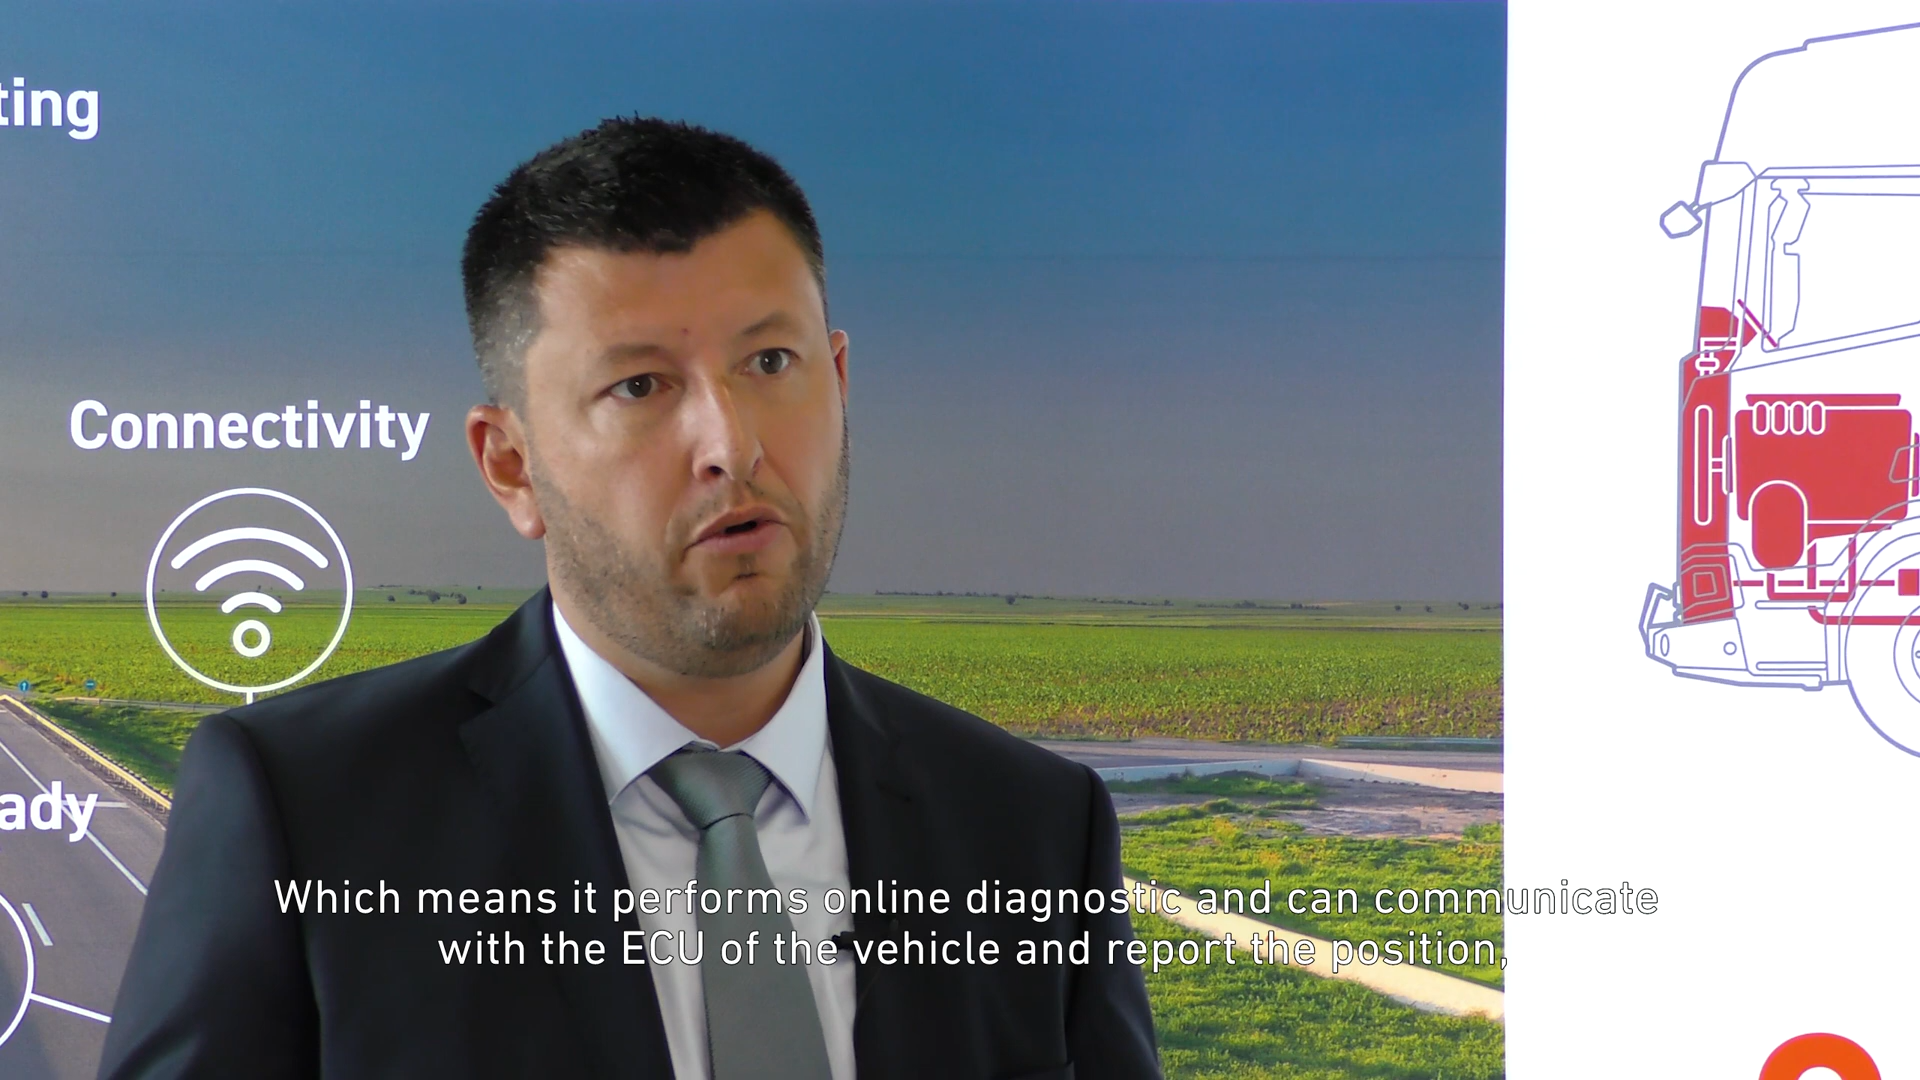 ting
Connectivity
ady
Which means it performs online diagnostic and can communicate
with the ECU of the vehicle and report the position,